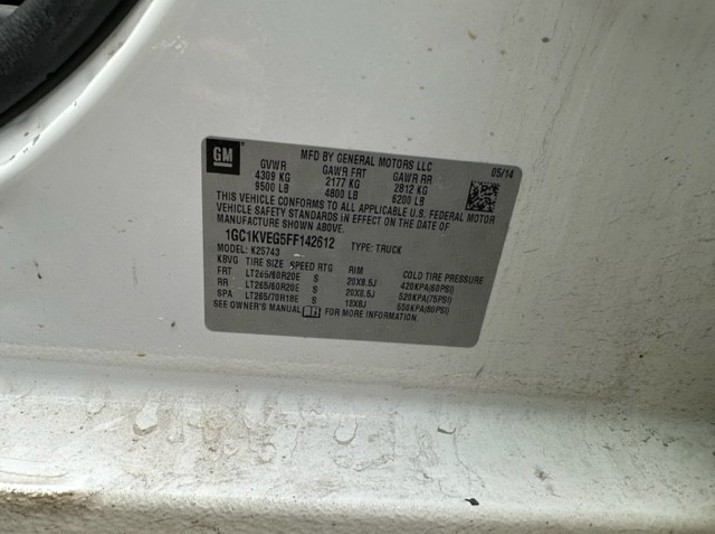 GM
MFD BY GENERAL MOTORS LLC 05/14
GVWR GAWR FRT GAWR RR
4309 KG 2177 KG 2812 KG
9500 LB 4800 LB 6200 LB
THIS VEHICLE CONFORMS TO ALL APPLICABLE U.S. FEDERAL MOTOR
VEHICLE SAFETY STANDARDS IN EFFECT ON THE DATE OF
MANUFACTURE SHOWN ABOVE.
1GC1KVEG5FF142612 TYPE: TRUCK
MODEL: K25743
KBVG TIRE SIZE SPEED RTG RIM COLD TIRE PRESSURE
FRT LT265/60R20E S 20X8.5J 420KPA(60PSI)
RR LT265/60R20E S 20X8.5J 520KPA(75PSI)
SPA LT265/70R18E S 18X8J 550KPA(80PSI)
SEE OWNER'S MANUAL FOR MORE INFORMATION.